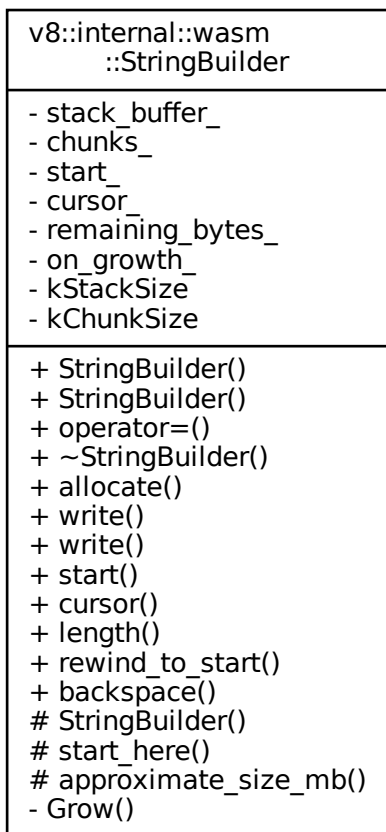 v8::internal::wasm
::StringBuilder
- stack_buffer_
- chunks_
- start_
- cursor_
- remaining_bytes_
- on_growth_
- kStackSize
- kChunkSize
+ StringBuilder()
+ StringBuilder()
+ operator=()
+ ~StringBuilder()
+ allocate()
+ write()
+ write()
+ start()
+ cursor()
+ length()
+ rewind_to_start()
+ backspace()
# StringBuilder()
# start_here()
# approximate_size_mb()
- Grow()